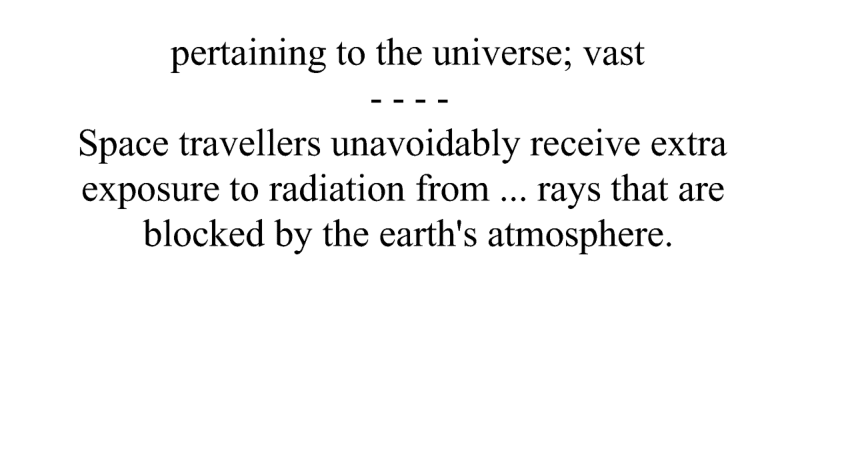 pertaining to the universe; vast
- - - -
Space travellers unavoidably receive extra
exposure to radiation from ... rays that are
blocked by the earth's atmosphere.